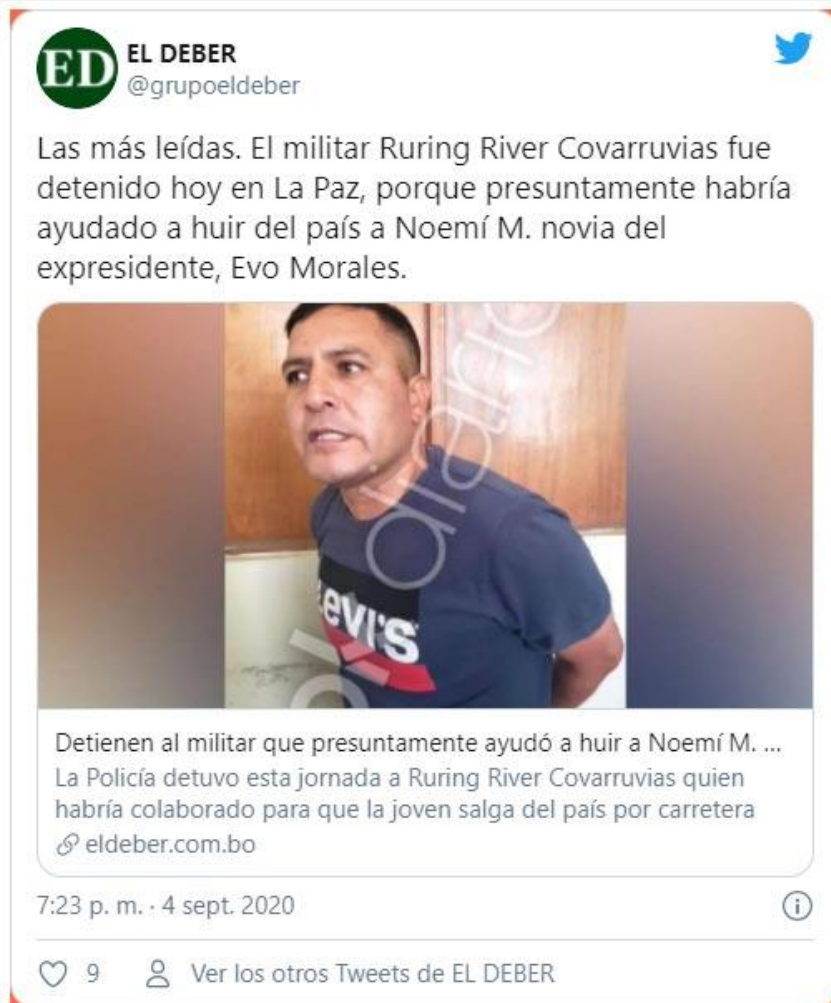 ED
EL DEBER
@grupoeldeber
Las más leídas. El militar Ruring River Covarruvias fue
detenido hoy en La Paz, porque presuntamente habría
ayudado a huir del país a Noemí M. novia del
expresidente, Evo Morales.
ok diario
Levi's
Detienen al militar que presuntamente ayudó a huir a Noemí M. ...
La Policía detuvo esta jornada a Ruring River Covarruvias quien
habría colaborado para que la joven salga del país por carretera
eldeber.com.bo
7:23 p. m. · 4 sept. 2020
9
Ver los otros Tweets de EL DEBER